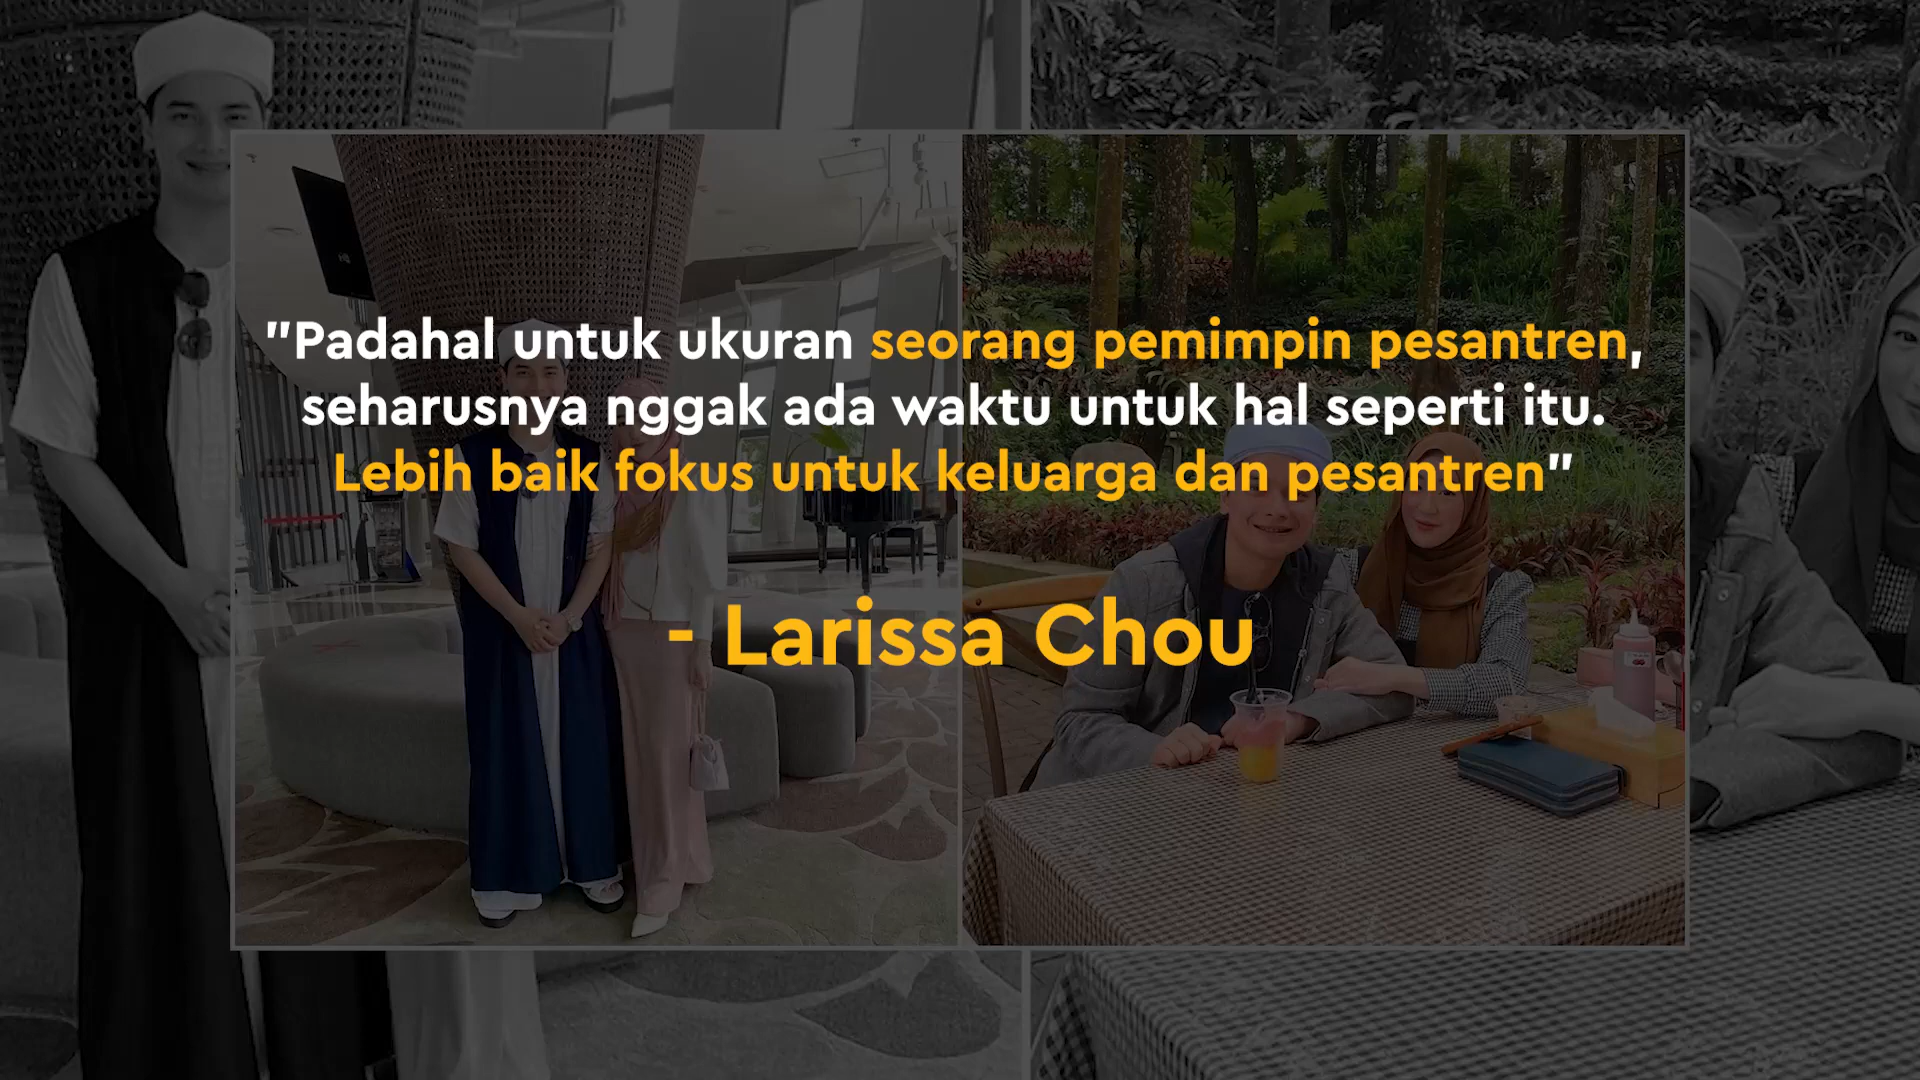 "Padahal untuk ukuran seorang pemimpin pesantren,
seharusnya nggak ada waktu untuk hal seperti itu.
Lebih baik fokus untuk keluarga dan pesantren"
- Larissa Chou